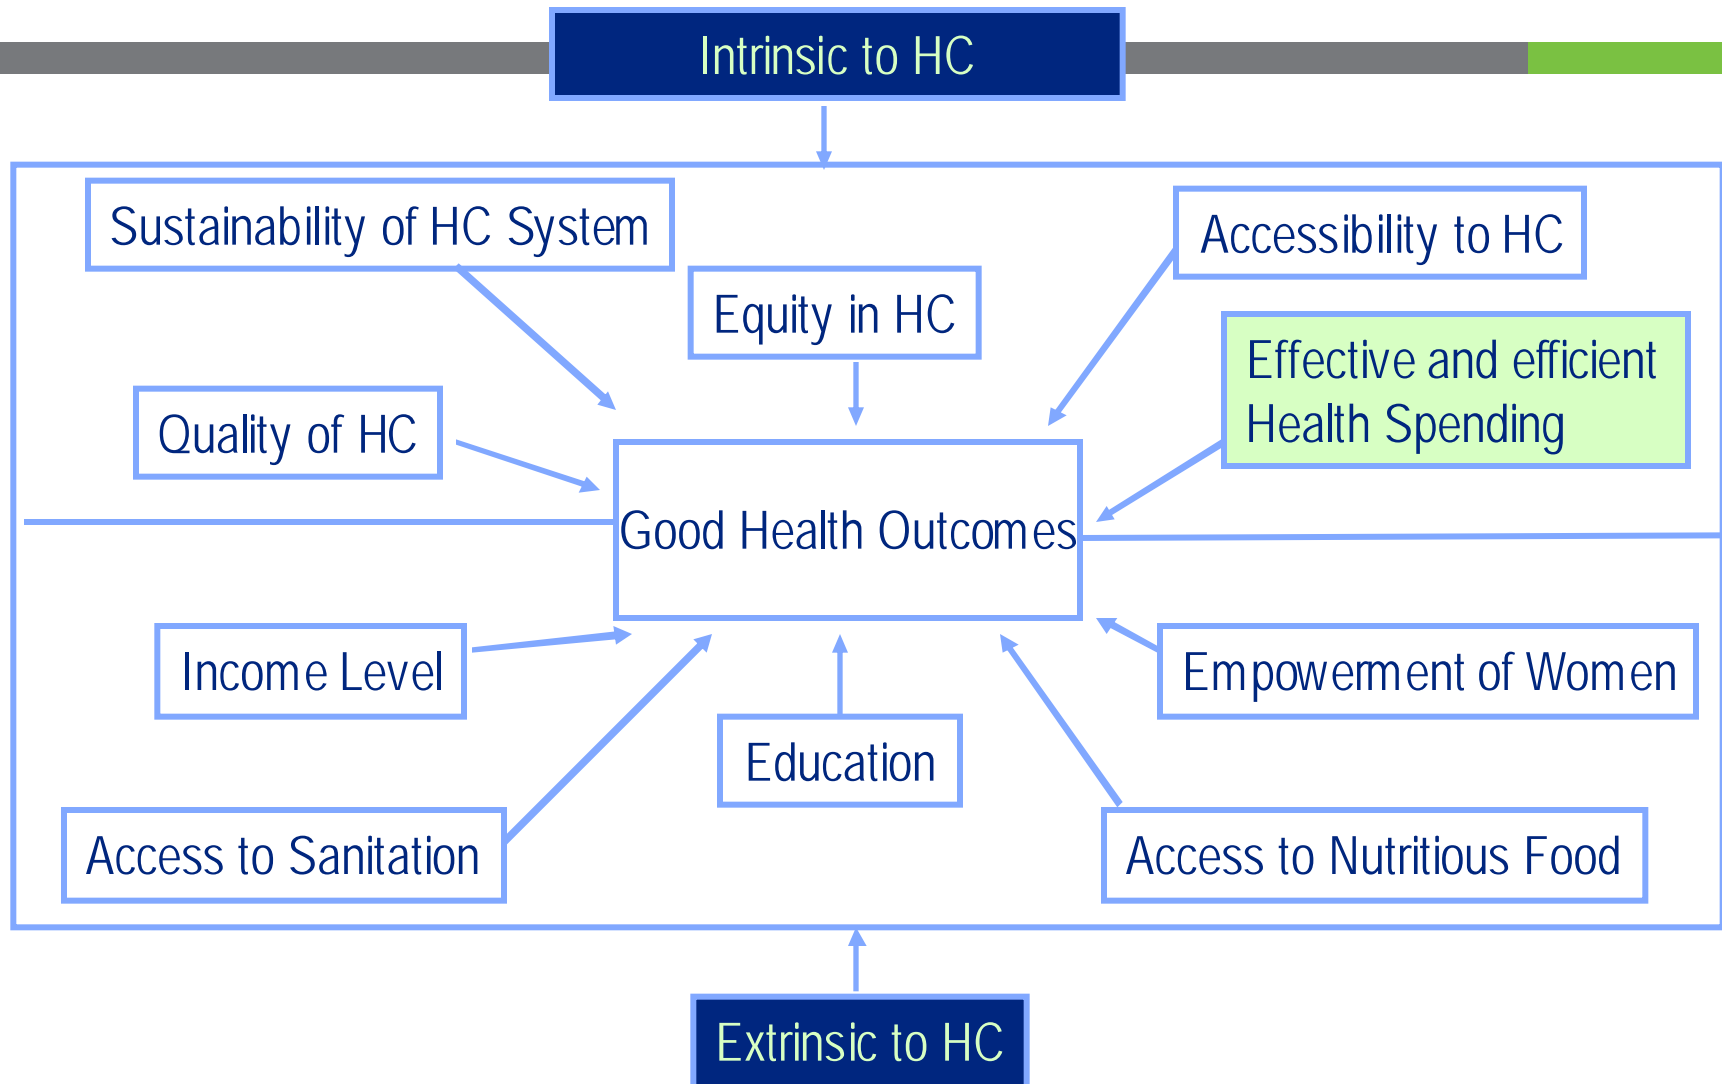 Intrinsic to HC
Sustainability of HC System
Accessibility to HC
Equity in HC
Effective and efficient
Health Spending
Quality of HC
Good Health Outcomes
Income Level
Empowerment of Women
Education
Access to Sanitation
Access to Nutritious Food
Extrinsic to HC